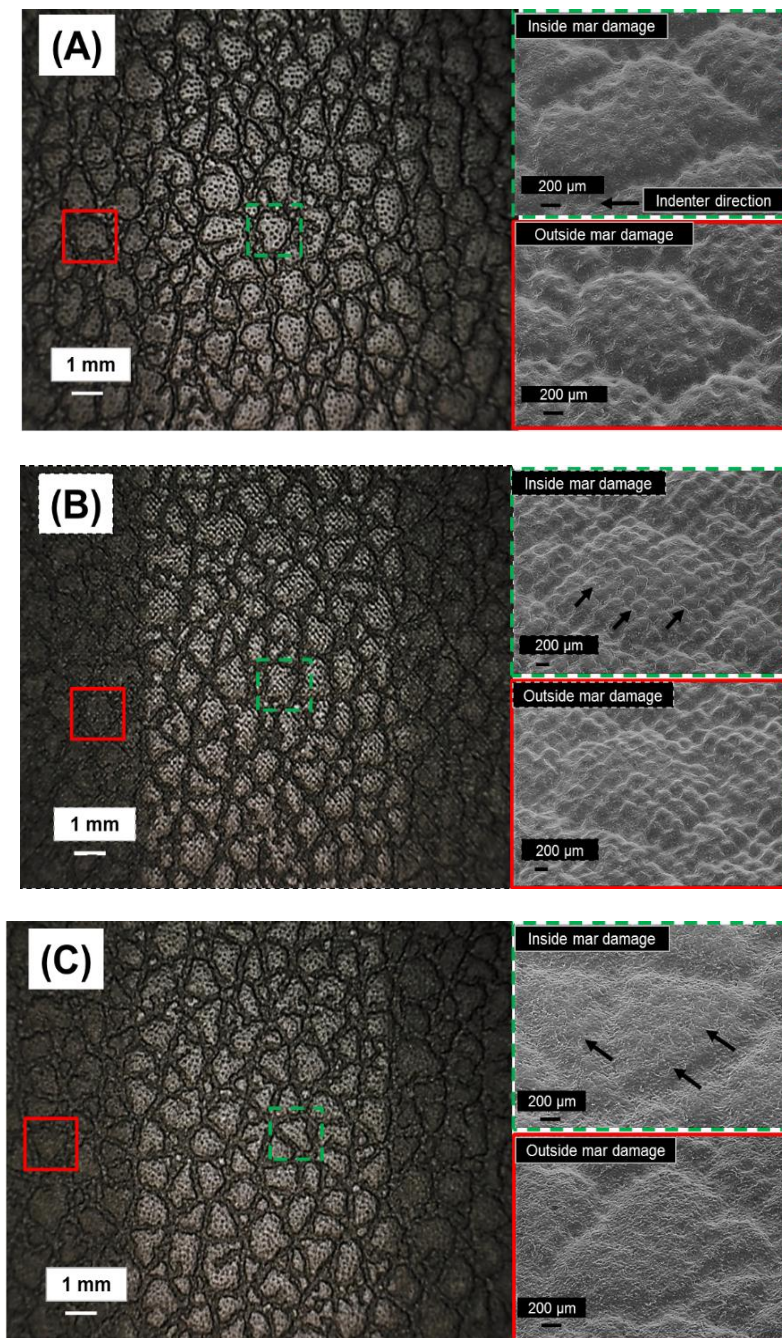 (A)
1 mm
Inside mar damage
200 µm
Indenter direction
Outside mar damage
200 µm
(B)
1 mm
Inside mar damage
200 µm
Outside mar damage
200 µm
(C)
1 mm
Inside mar damage
200 µm
Outside mar damage
200 µm